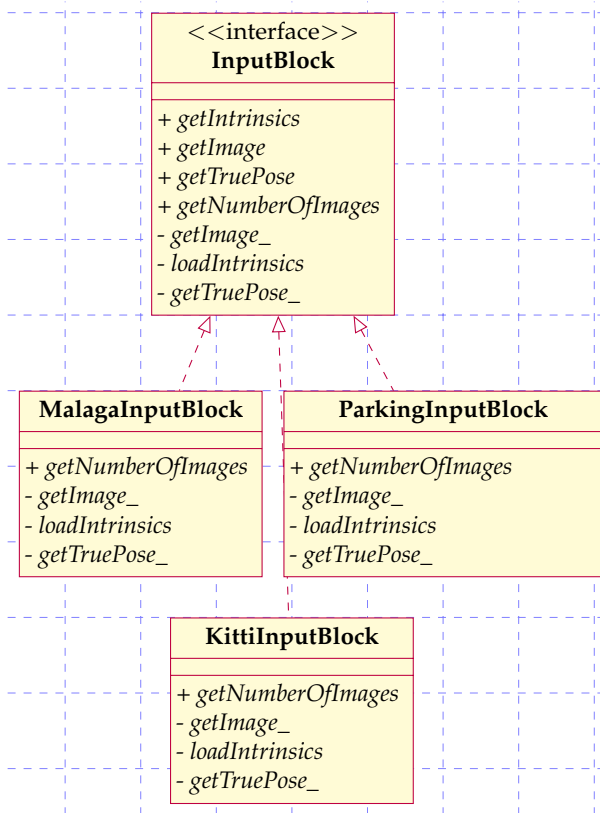 <<interface>>
InputBlock
+ getIntrinsics
+ getImage
+ getTruePose
+ getNumberOfImages
- getImage_
- loadIntrinsics
- getTruePose_
MalagaInputBlock
+ getNumberOfImages
- getImage_
- loadIntrinsics
- getTruePose_
ParkingInputBlock
+ getNumberOfImages
- getImage_
- loadIntrinsics
- getTruePose_
KittiInputBlock
+ getNumberOfImages
- getImage_
- loadIntrinsics
- getTruePose_